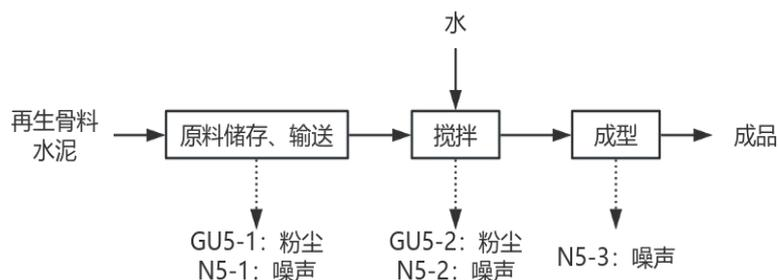 水
再生骨料
水泥
原料储存、输送
搅拌
成型
成品
GU5-1：粉尘
N5-1：噪声
GU5-2：粉尘
N5-2：噪声
N5-3：噪声